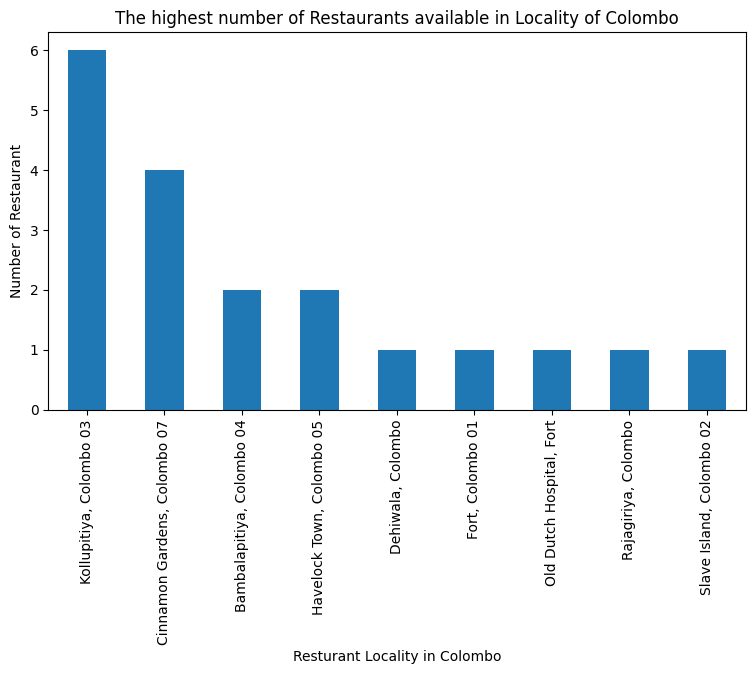 The highest number of Restaurants available in Locality of Colombo
Number of Restaurant
6
5
4
3
2
1
0
Kollupitiya, Colombo 03
Cinnamon Gardens, Colombo 07
Bambalapitiya, Colombo 04
Havelock Town, Colombo 05
Dehiwala, Colombo
Fort, Colombo 01
Old Dutch Hospital, Fort
Rajagiriya, Colombo
Slave Island, Colombo 02
Resturant Locality in Colombo